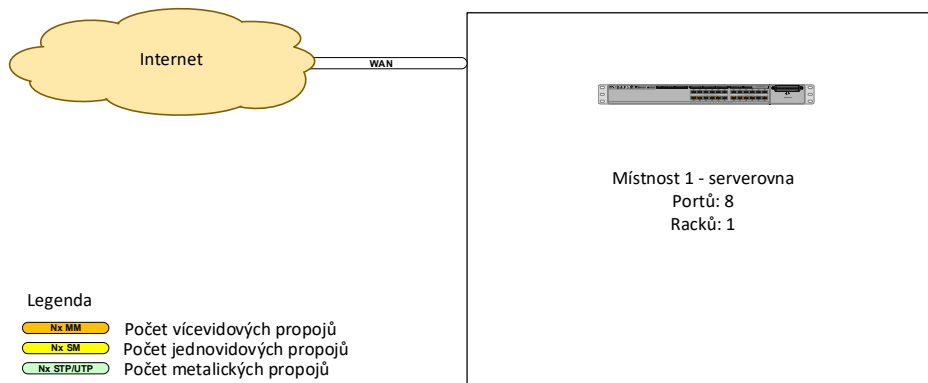 Internet
WAN
Místnost 1 - serverovna
Portů: 8
Racků: 1
Legenda
Nx MM
Počet vícevidových propojů
Nx SM
Počet jednovidových propojů
Nx STP/UTP
Počet metalických propojů